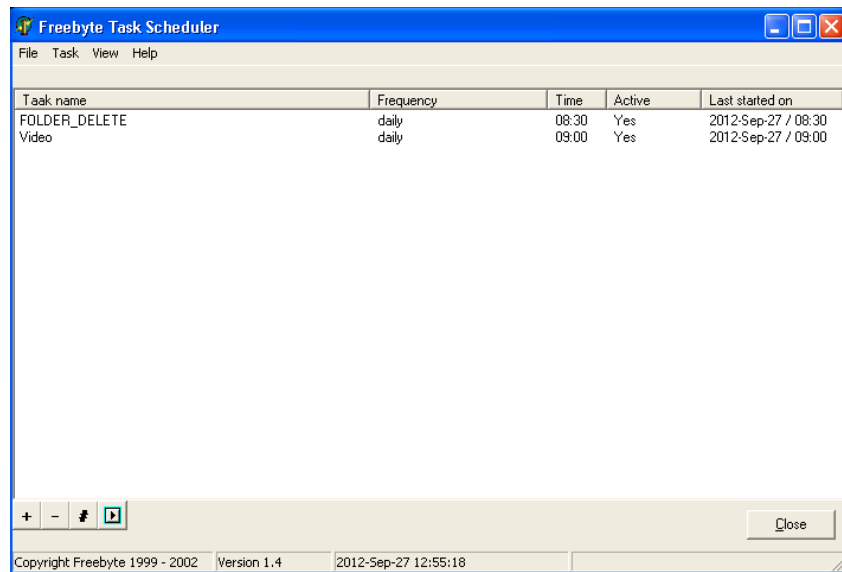 Freebyte Task Scheduler
File Task View Help
Taak name Frequency Time Active Last started on
FOLDER_DELETE daily 08:30 Yes 2012-Sep-27 / 08:30
Video daily 09:00 Yes 2012-Sep-27 / 09:00
+ - #
Close
Copyright Freebyte 1999 - 2002 Version 1.4 2012-Sep-27 12:55:18